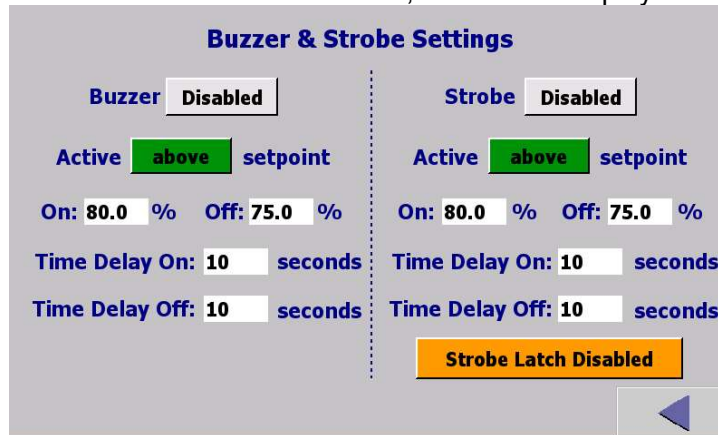 Buzzer & Strobe Settings
Buzzer Disabled
Active above setpoint
On: 80.0 % Off: 75.0 %
Time Delay On: 10 seconds
Time Delay Off: 10 seconds
Strobe Disabled
Active above setpoint
On: 80.0 % Off: 75.0 %
Time Delay On: 10 seconds
Time Delay Off: 10 seconds
Strobe Latch Disabled